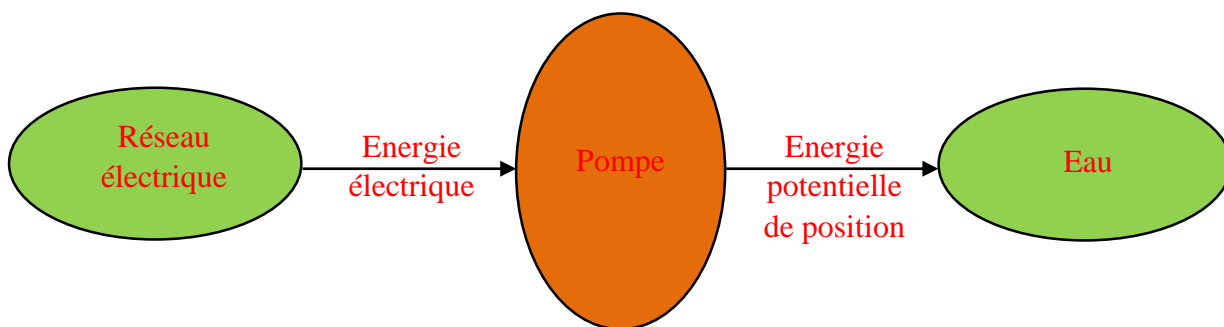 Réseau
électrique
Energie
électrique
Pompe
Energie
potentielle
de position
Eau